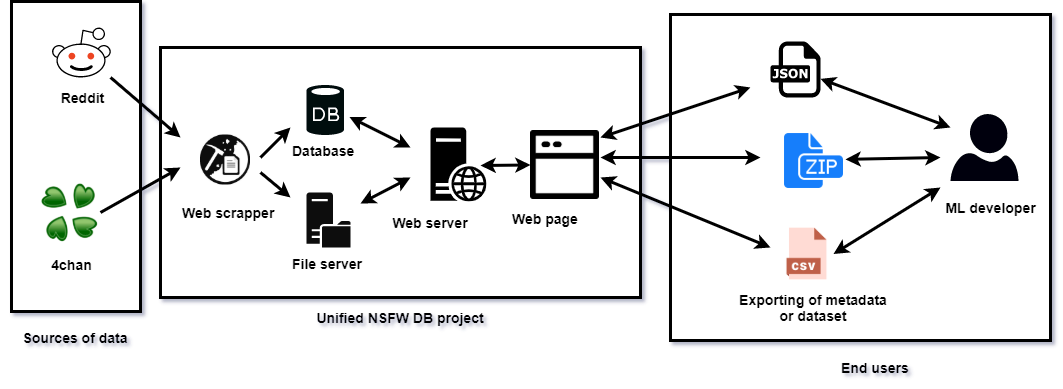 Reddit
4chan
Sources of data
DB
Database
Web scrapper
File server
Web server
Web page
Unified NSFW DB project
JSON
ZIP
CSV
ML developer
Exporting of metadata
or dataset
End users